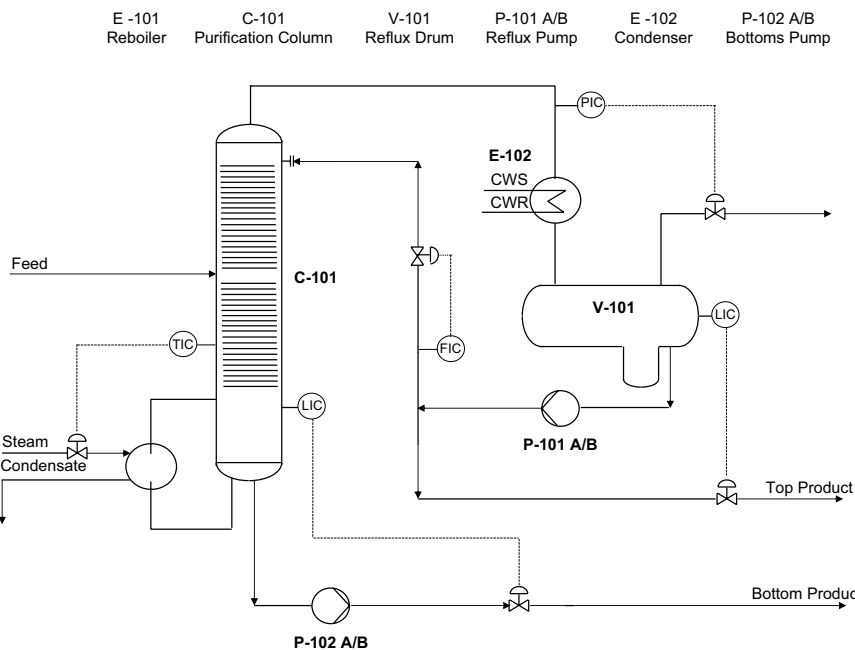 E -101 C-101 V-101 P-101 A/B E -102 P-102 A/B
Reboiler Purification Column Reflux Drum Reflux Pump Condenser Bottoms Pump
PIC
E-102
CWS
CWR
Feed
C-101
V-101
LIC
TIC
FIC
LIC
Steam
P-101 A/B
Condensate
Top Product
Bottom Produc
P-102 A/B